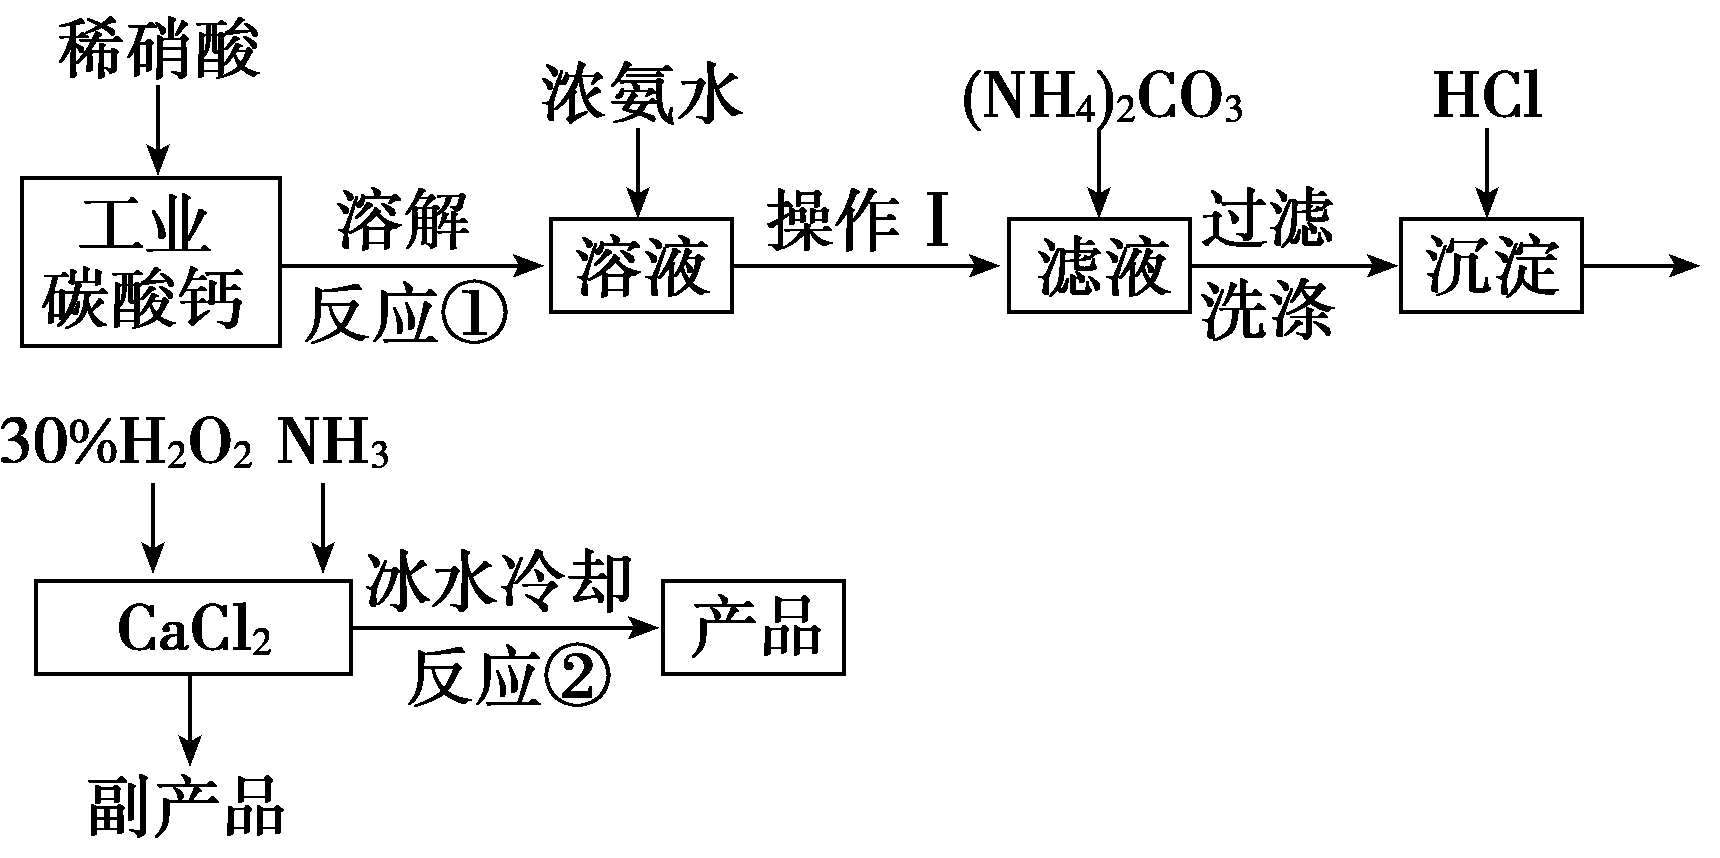 稀硝酸
浓氨水
(NH₄)₂CO₃
HCl
工业
碳酸钙
溶解
反应①
溶液
操作Ⅰ
滤液
过滤
洗涤
沉淀
30%H₂O₂ NH₃
CaCl₂
冰水冷却
反应②
产品
副产品